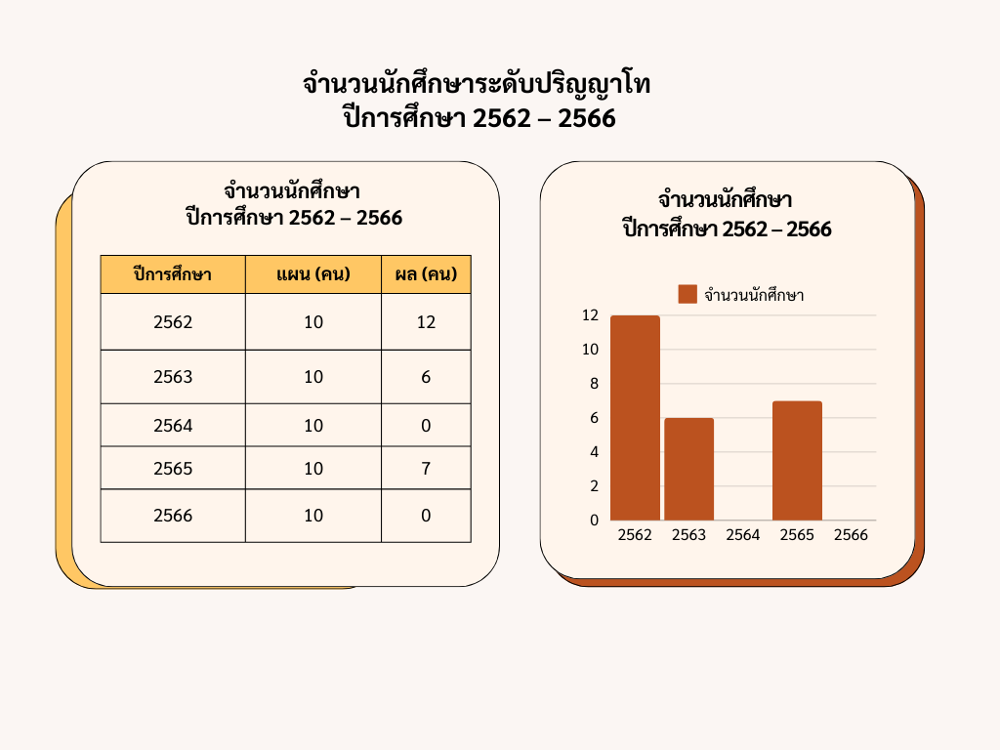 จำนวนนักศึกษาระดับปริญญาโท
ปีการศึกษา 2562 – 2566
จำนวนนักศึกษา
ปีการศึกษา 2562 – 2566
ปีการศึกษา แผน (คน) ผล (คน)
2562 10 12
2563 10 6
2564 10 0
2565 10 7
2566 10 0
จำนวนนักศึกษา
ปีการศึกษา 2562 – 2566
จำนวนนักศึกษา
12
10
8
6
4
2
0
2562 2563 2564 2565 2566